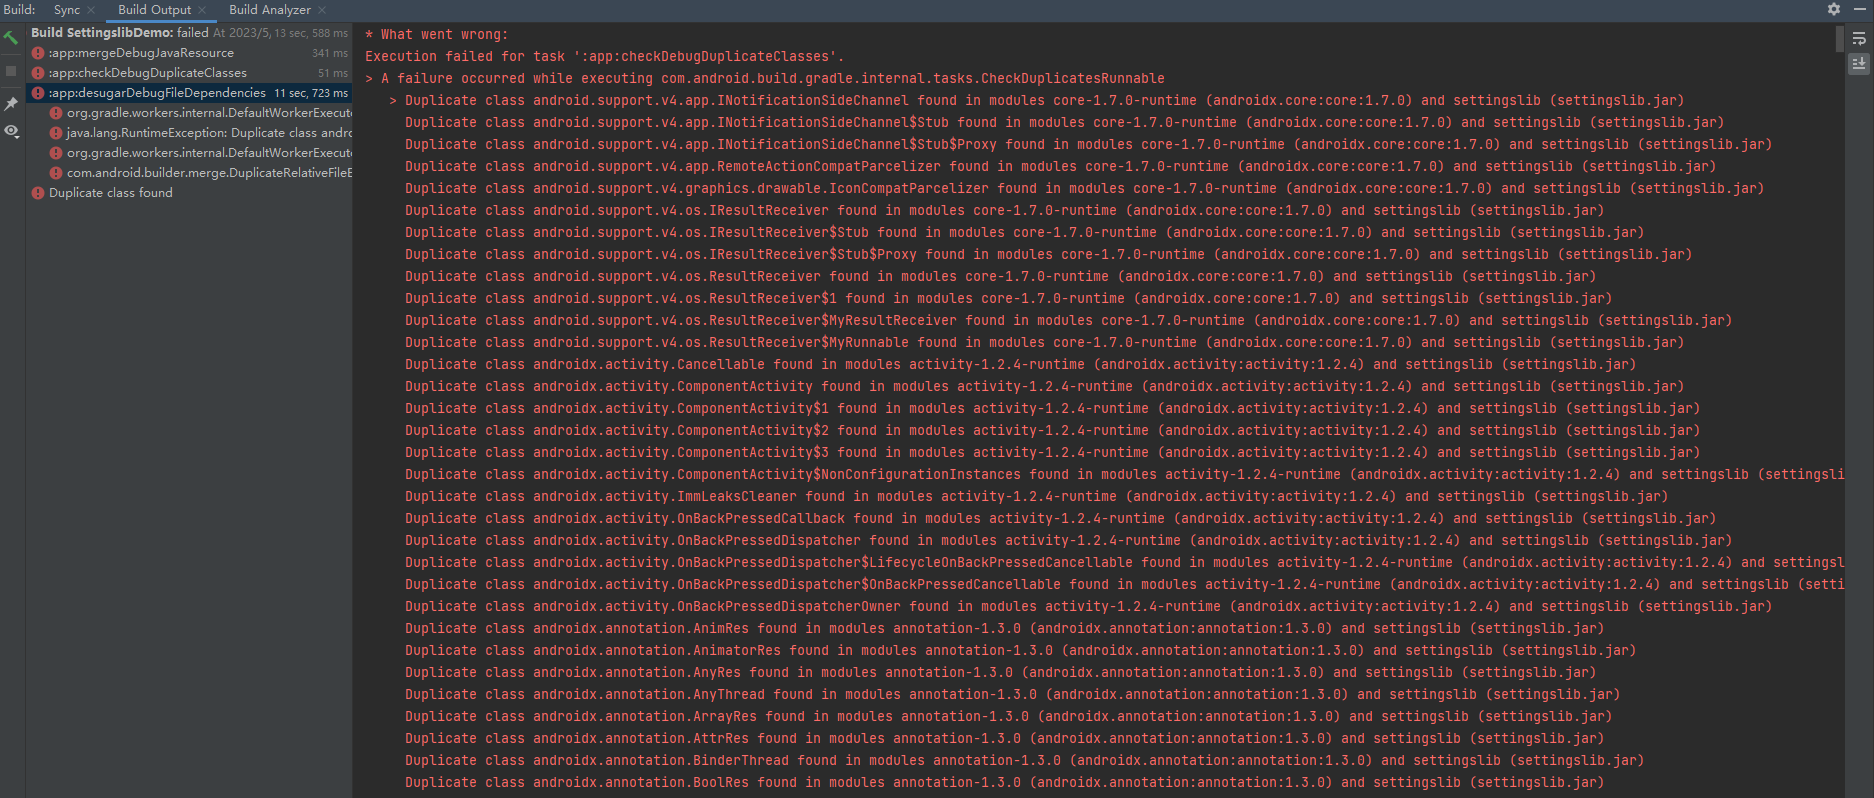 Build: Sync Build Output Build Analyzer
Build SettingslibDemo: failed At 2023/5, 13 sec, 588 ms
:app:mergeDebugJavaResource 341 ms
:app:checkDebugDuplicateClasses 51 ms
:app:desugarDebugFileDependencies 11 sec, 723 ms
org.gradle.workers.internal.DefaultWorkerExecut
java.lang.RuntimeException: Duplicate class andro
org.gradle.workers.internal.DefaultWorkerExecut
com.android.builder.merge.DuplicateRelativeFileE
Duplicate class found
* What went wrong:
Execution failed for task ':app:checkDebugDuplicateClasses'.
> A failure occurred while executing com.android.build.gradle.internal.tasks.CheckDuplicatesRunnable
> Duplicate class android.support.v4.app.INotificationSideChannel found in modules core-1.7.0-runtime (androidx.core:core:1.7.0) and settingslib (settingslib.jar)
Duplicate class android.support.v4.app.INotificationSideChannel$Stub found in modules core-1.7.0-runtime (androidx.core:core:1.7.0) and settingslib (settingslib.jar)
Duplicate class android.support.v4.app.INotificationSideChannel$Stub$Proxy found in modules core-1.7.0-runtime (androidx.core:core:1.7.0) and settingslib (settingslib.jar)
Duplicate class android.support.v4.app.RemoteActionCompatParcelizer found in modules core-1.7.0-runtime (androidx.core:core:1.7.0) and settingslib (settingslib.jar)
Duplicate class android.support.v4.graphics.drawable.IconCompatParcelizer found in modules core-1.7.0-runtime (androidx.core:core:1.7.0) and settingslib (settingslib.jar)
Duplicate class android.support.v4.os.IResultReceiver found in modules core-1.7.0-runtime (androidx.core:core:1.7.0) and settingslib (settingslib.jar)
Duplicate class android.support.v4.os.IResultReceiver$Stub found in modules core-1.7.0-runtime (androidx.core:core:1.7.0) and settingslib (settingslib.jar)
Duplicate class android.support.v4.os.IResultReceiver$Stub$Proxy found in modules core-1.7.0-runtime (androidx.core:core:1.7.0) and settingslib (settingslib.jar)
Duplicate class android.support.v4.os.ResultReceiver found in modules core-1.7.0-runtime (androidx.core:core:1.7.0) and settingslib (settingslib.jar)
Duplicate class android.support.v4.os.ResultReceiver$1 found in modules core-1.7.0-runtime (androidx.core:core:1.7.0) and settingslib (settingslib.jar)
Duplicate class android.support.v4.os.ResultReceiver$MyResultReceiver found in modules core-1.7.0-runtime (androidx.core:core:1.7.0) and settingslib (settingslib.jar)
Duplicate class android.support.v4.os.ResultReceiver$MyRunnable found in modules core-1.7.0-runtime (androidx.core:core:1.7.0) and settingslib (settingslib.jar)
Duplicate class androidx.activity.Cancellable found in modules activity-1.2.4-runtime (androidx.activity:activity:1.2.4) and settingslib (settingslib.jar)
Duplicate class androidx.activity.ComponentActivity found in modules activity-1.2.4-runtime (androidx.activity:activity:1.2.4) and settingslib (settingslib.jar)
Duplicate class androidx.activity.ComponentActivity$1 found in modules activity-1.2.4-runtime (androidx.activity:activity:1.2.4) and settingslib (settingslib.jar)
Duplicate class androidx.activity.ComponentActivity$2 found in modules activity-1.2.4-runtime (androidx.activity:activity:1.2.4) and settingslib (settingslib.jar)
Duplicate class androidx.activity.ComponentActivity$3 found in modules activity-1.2.4-runtime (androidx.activity:activity:1.2.4) and settingslib (settingslib.jar)
Duplicate class androidx.activity.ComponentActivity$NonConfigurationInstances found in modules activity-1.2.4-runtime (androidx.activity:activity:1.2.4) and settingslib (settingsli
Duplicate class androidx.activity.ImmLeaksCleaner found in modules activity-1.2.4-runtime (androidx.activity:activity:1.2.4) and settingslib (settingslib.jar)
Duplicate class androidx.activity.OnBackPressedCallback found in modules activity-1.2.4-runtime (androidx.activity:activity:1.2.4) and settingslib (settingslib.jar)
Duplicate class androidx.activity.OnBackPressedDispatcher found in modules activity-1.2.4-runtime (androidx.activity:activity:1.2.4) and settingslib (settingslib.jar)
Duplicate class androidx.activity.OnBackPressedDispatcher$LifecycleOnBackPressedCancellable found in modules activity-1.2.4-runtime (androidx.activity:activity:1.2.4) and settingsl
Duplicate class androidx.activity.OnBackPressedDispatcher$OnBackPressedCancellable found in modules activity-1.2.4-runtime (androidx.activity:activity:1.2.4) and settingslib (setti
Duplicate class androidx.activity.OnBackPressedDispatcherOwner found in modules activity-1.2.4-runtime (androidx.activity:activity:1.2.4) and settingslib (settingslib.jar)
Duplicate class androidx.annotation.AnimRes found in modules annotation-1.3.0 (androidx.annotation:annotation:1.3.0) and settingslib (settingslib.jar)
Duplicate class androidx.annotation.AnimatorRes found in modules annotation-1.3.0 (androidx.annotation:annotation:1.3.0) and settingslib (settingslib.jar)
Duplicate class androidx.annotation.AnyRes found in modules annotation-1.3.0 (androidx.annotation:annotation:1.3.0) and settingslib (settingslib.jar)
Duplicate class androidx.annotation.AnyThread found in modules annotation-1.3.0 (androidx.annotation:annotation:1.3.0) and settingslib (settingslib.jar)
Duplicate class androidx.annotation.ArrayRes found in modules annotation-1.3.0 (androidx.annotation:annotation:1.3.0) and settingslib (settingslib.jar)
Duplicate class androidx.annotation.AttrRes found in modules annotation-1.3.0 (androidx.annotation:annotation:1.3.0) and settingslib (settingslib.jar)
Duplicate class androidx.annotation.BinderThread found in modules annotation-1.3.0 (androidx.annotation:annotation:1.3.0) and settingslib (settingslib.jar)
Duplicate class androidx.annotation.BoolRes found in modules annotation-1.3.0 (androidx.annotation:annotation:1.3.0) and settingslib (settingslib.jar)